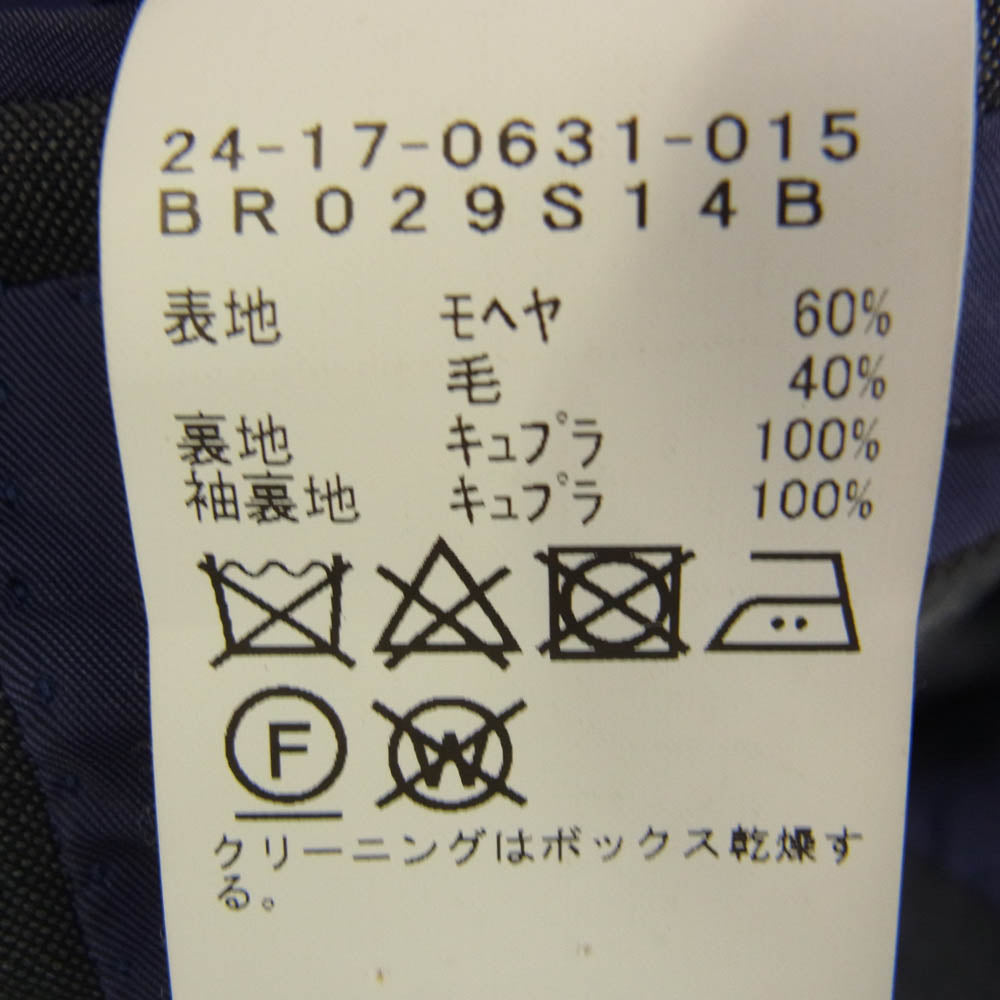 24-17-0631-015
BR029S14B
表地 モヘヤ 60%
毛 40%
裏地 キュプラ 100%
袖裏地 キュプラ 100%
F W
クリーニングはボックス乾燥す
る。